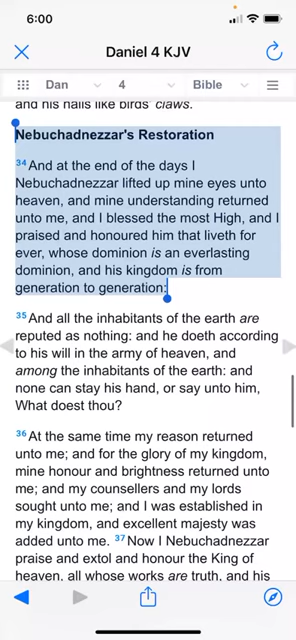 6:00
Daniel 4 KJV
Dan 4 Bible
and his nails like birds' claws.
Nebuchadnezzar's Restoration
34 And at the end of the days I
Nebuchadnezzar lifted up mine eyes unto
heaven, and mine understanding returned
unto me, and I blessed the most High, and I
praised and honoured him that liveth for
ever, whose dominion is an everlasting
dominion, and his kingdom is from
generation to generation:
35 And all the inhabitants of the earth are
reputed as nothing: and he doeth according
to his will in the army of heaven, and
among the inhabitants of the earth: and
none can stay his hand, or say unto him,
What doest thou?
36 At the same time my reason returned
unto me; and for the glory of my kingdom,
mine honour and brightness returned unto
me; and my counsellers and my lords
sought unto me; and I was established in
my kingdom, and excellent majesty was
added unto me. 37 Now I Nebuchadnezzar
praise and extol and honour the King of
heaven, all whose works are truth, and his